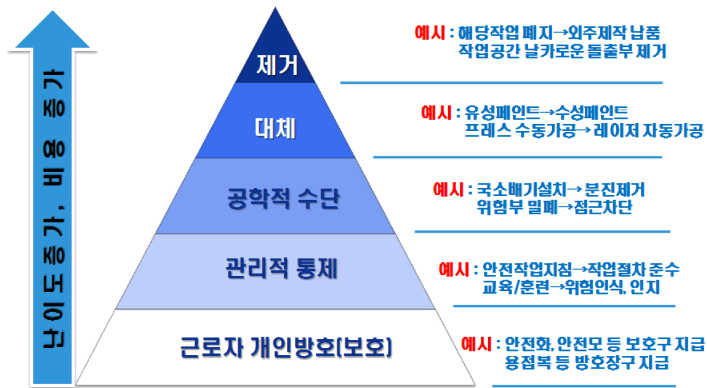 난이도증가, 비용 증가
제거
예시 : 해당작업 폐지→외주제작 납품
작업공간 날카로운 돌출부 제거
대체
예시 : 유성페인트→수성페인트
프레스 수동가공→ 레이저 자동가공
공학적 수단
예시 : 국소배기설치→ 분진제거
위험부 밀폐→접근차단
관리적 통제
예시 : 안전작업지침→작업절차 준수
교육/훈련→위험인식, 인지
근로자 개인방호(보호)
예시 : 안전화, 안전모 등 보호구 지급
용접복 등 방호장구 지급